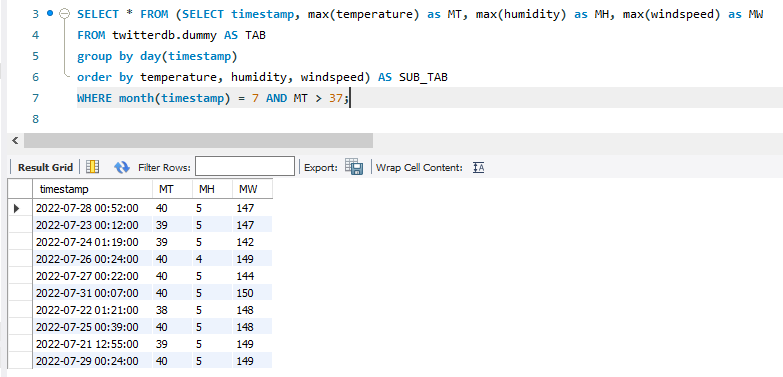 3 SELECT * FROM (SELECT timestamp, max(temperature) as MT, max(humidity) as MH, max(windspeed) as MW
4 FROM twitterdb.dummy AS TAB
5 group by day(timestamp)
6 order by temperature, humidity, windspeed) AS SUB_TAB
7 WHERE month(timestamp) = 7 AND MT > 37;
8
Result Grid Filter Rows: Export: Wrap Cell Content:
timestamp MT MH MW
2022-07-28 00:52:00 40 5 147
2022-07-23 00:12:00 39 5 147
2022-07-24 01:19:00 39 5 142
2022-07-26 00:24:00 40 4 149
2022-07-27 00:22:00 40 5 144
2022-07-31 00:07:00 40 5 150
2022-07-22 01:21:00 38 5 148
2022-07-25 00:39:00 40 5 148
2022-07-21 12:55:00 39 5 149
2022-07-29 00:24:00 40 5 149